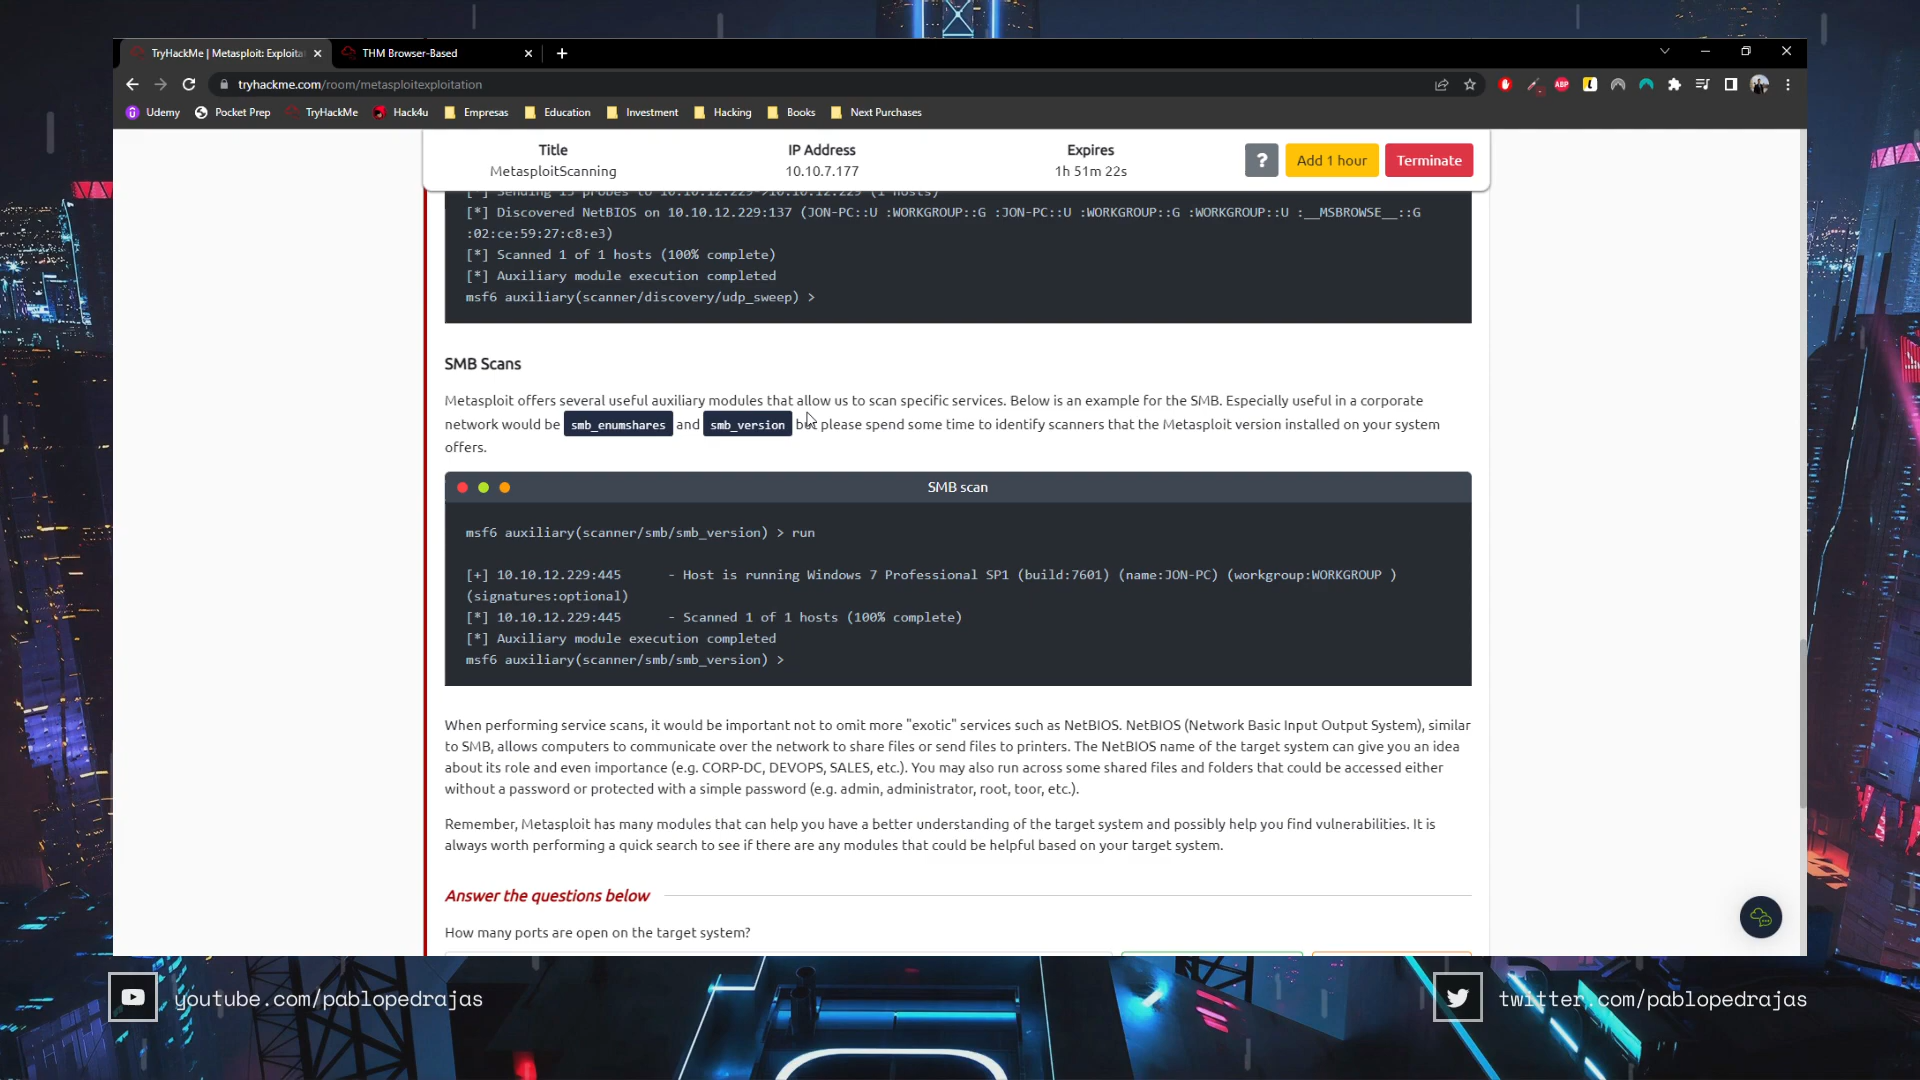 TryHackMe | Metasploit: Exploita
THM Browser-Based
tryhackme.com/room/metasploitexploitation
ABP
Udemy
Pocket Prep
TryHackMe
Hack4u
Empresas
Education
Investment
Hacking
Books
Next Purchases
Title
IP Address
Expires
MetasploitScanning
10.10.7.177
1h 51m 22s
?
Add 1 hour
Terminate
[*] Sending 13 probes to 10.10.12.229->10.10.12.229 (1 hosts)
[*] Discovered NetBIOS on 10.10.12.229:137 (JON-PC::U :WORKGROUP::G :JON-PC::U :WORKGROUP::G :WORKGROUP::U :__MSBROWSE__::G
:02:ce:59:27:c8:e3)
[*] Scanned 1 of 1 hosts (100% complete)
[*] Auxiliary module execution completed
msf6 auxiliary(scanner/discovery/udp_sweep) >
SMB Scans
Metasploit offers several useful auxiliary modules that allow us to scan specific services. Below is an example for the SMB. Especially useful in a corporate
network would be smb_enumshares and smb_version but please spend some time to identify scanners that the Metasploit version installed on your system
offers.
SMB scan
msf6 auxiliary(scanner/smb/smb_version) > run
[+] 10.10.12.229:445 - Host is running Windows 7 Professional SP1 (build:7601) (name:JON-PC) (workgroup:WORKGROUP )
(signatures:optional)
[*] 10.10.12.229:445 - Scanned 1 of 1 hosts (100% complete)
[*] Auxiliary module execution completed
msf6 auxiliary(scanner/smb/smb_version) >
When performing service scans, it would be important not to omit more "exotic" services such as NetBIOS. NetBIOS (Network Basic Input Output System), similar
to SMB, allows computers to communicate over the network to share files or send files to printers. The NetBIOS name of the target system can give you an idea
about its role and even importance (e.g. CORP-DC, DEVOPS, SALES, etc.). You may also run across some shared files and folders that could be accessed either
without a password or protected with a simple password (e.g. admin, administrator, root, toor, etc.).
Remember, Metasploit has many modules that can help you have a better understanding of the target system and possibly help you find vulnerabilities. It is
always worth performing a quick search to see if there are any modules that could be helpful based on your target system.
Answer the questions below
How many ports are open on the target system?
youtube.com/pablopedrajas
twitter.com/pablopedrajas